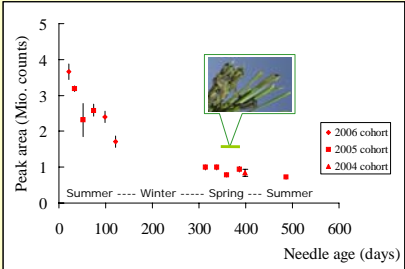 Peak area (Mio. counts)
5
4
3
2
1
0
Summer ---- Winter ---- Spring --- Summer
0 100 200 300 400 500 600
Needle age (days)
2006 cohort
2005 cohort
2004 cohort